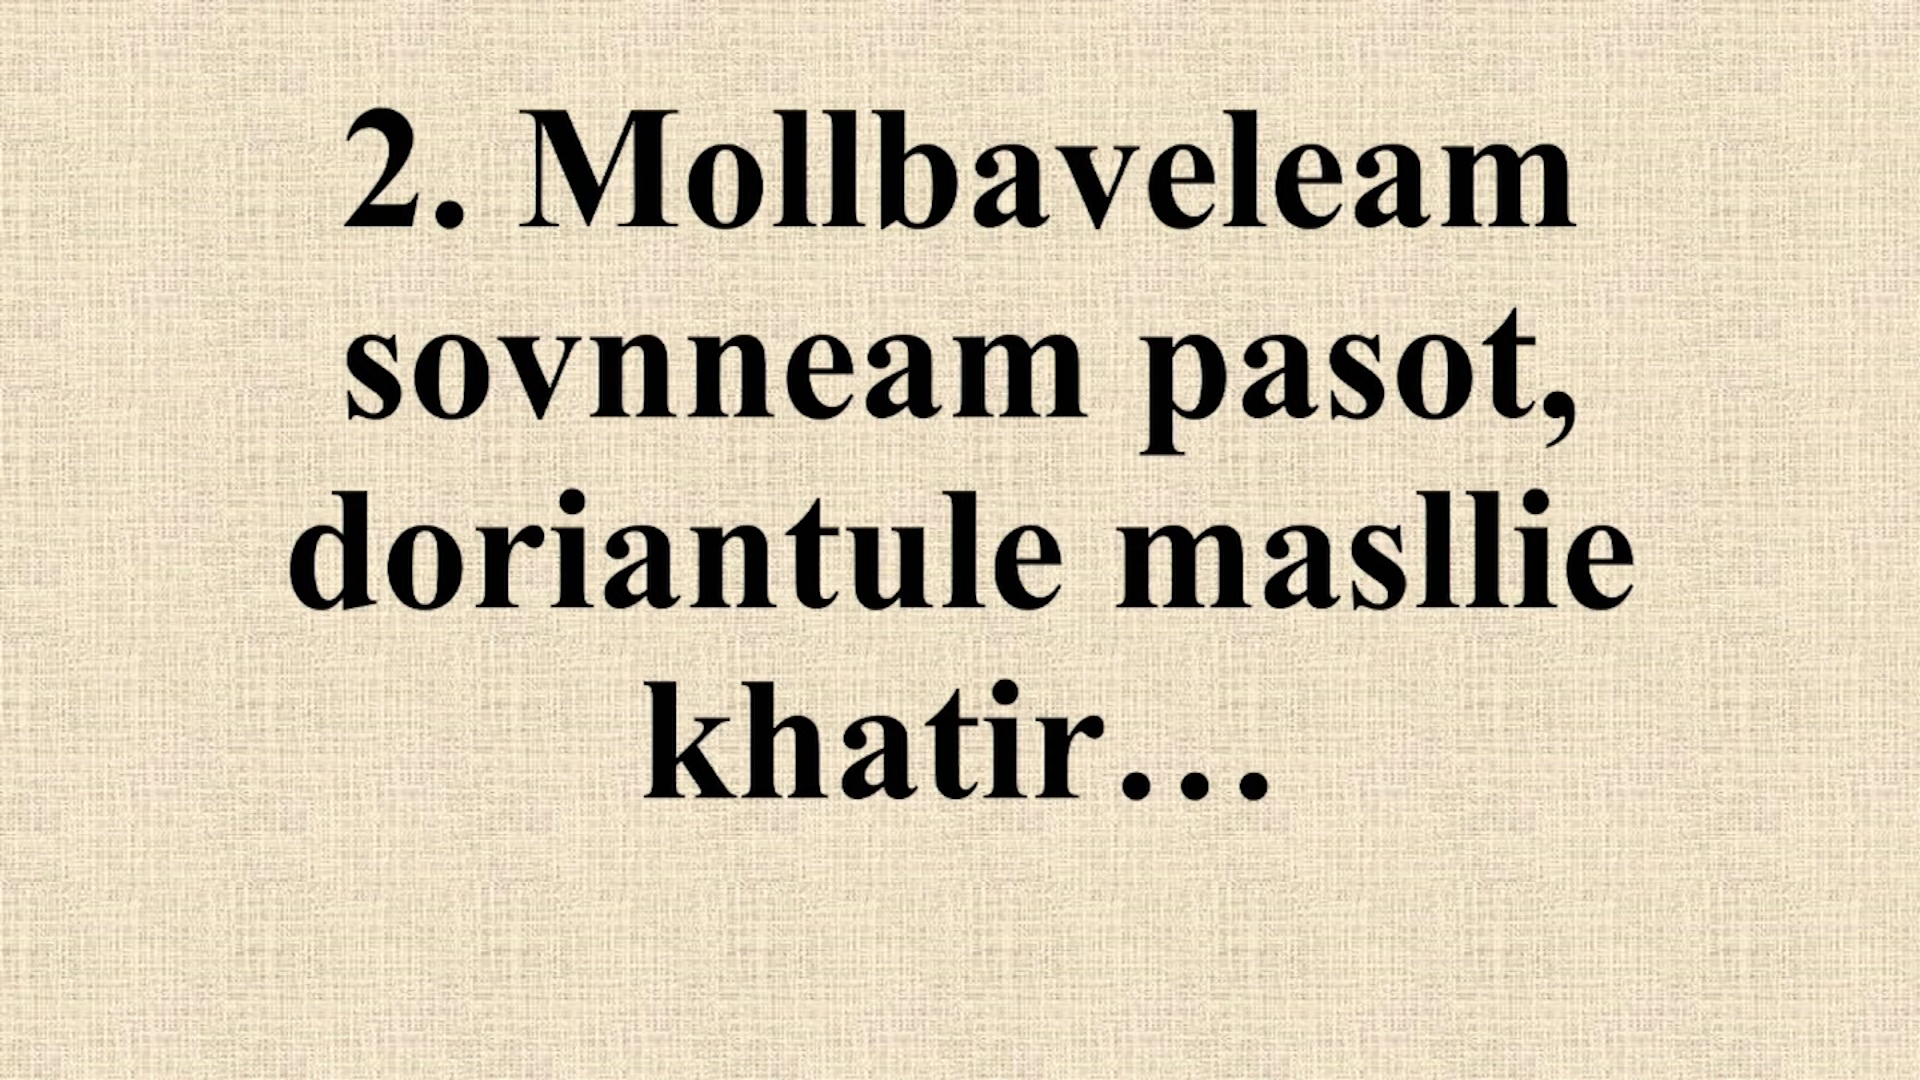 2. Mollbaveleam
sovnneam pasot,
doriantule masllie
khatir…